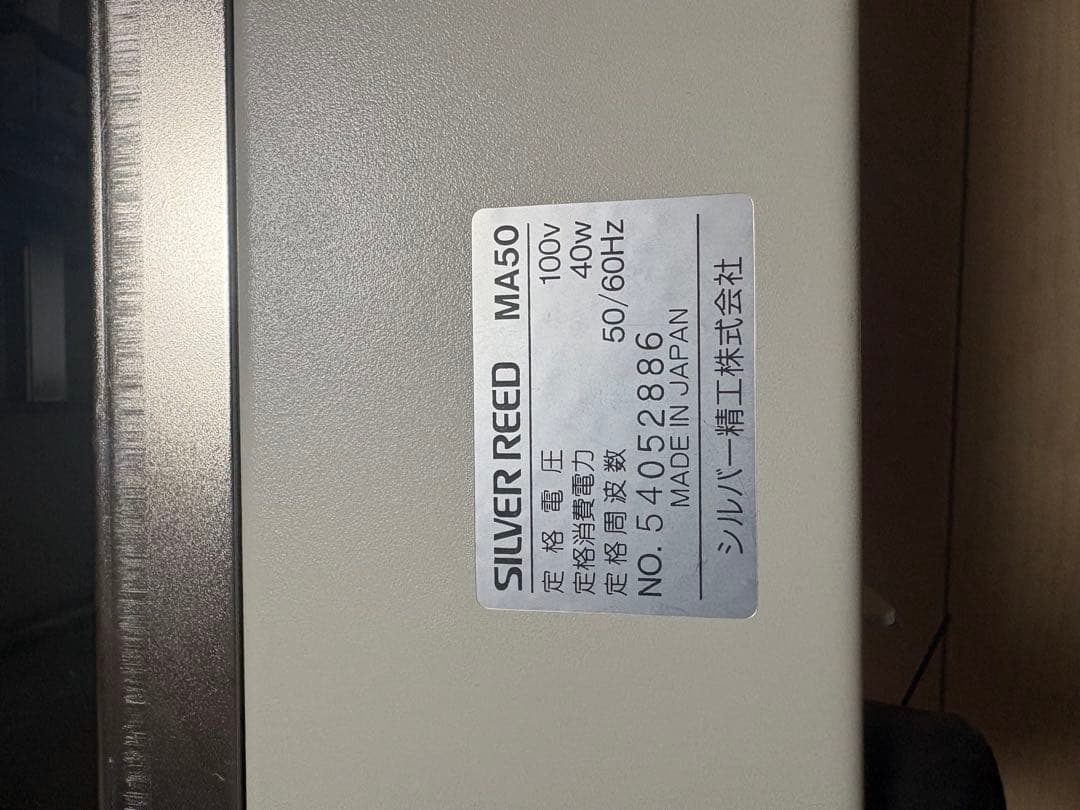 SILVER REED MA50
定格電圧 100v
定格消費電力 40w
定格周波数 50/60Hz
NO. 54052886
MADE IN JAPAN
シルバー精工株式会社